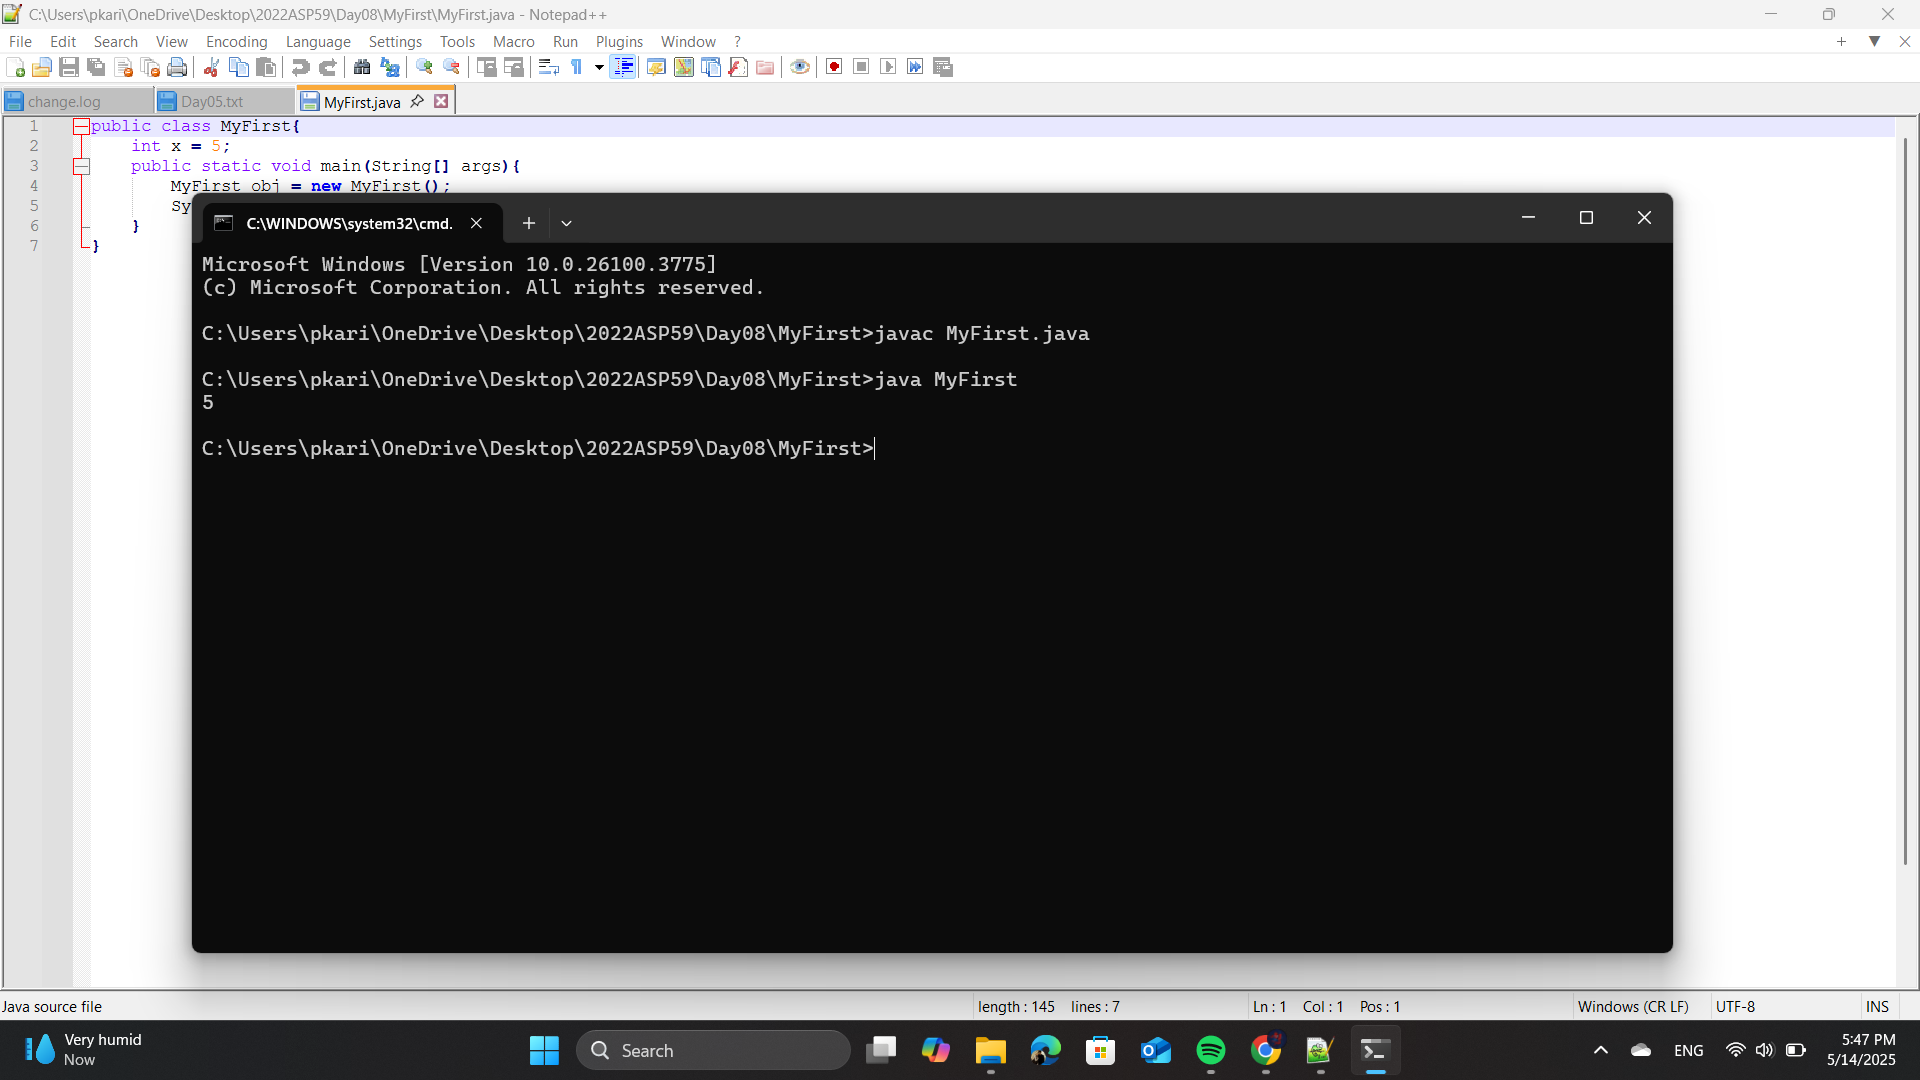 C:\Users\pkari\OneDrive\Desktop\2022ASP59\Day08\MyFirst\MyFirst.java - Notepad++
File Edit Search View Encoding Language Settings Tools Macro Run Plugins Window ?
change.log Day05.txt MyFirst.java
1 public class MyFirst{
2 int x = 5;
3 public static void main(String[] args){
4 MyFirst obj = new MyFirst();
5 Sy
6 }
7 }
C:\WINDOWS\system32\cmd.
Microsoft Windows [Version 10.0.26100.3775]
(c) Microsoft Corporation. All rights reserved.
C:\Users\pkari\OneDrive\Desktop\2022ASP59\Day08\MyFirst>javac MyFirst.java
C:\Users\pkari\OneDrive\Desktop\2022ASP59\Day08\MyFirst>java MyFirst
5
C:\Users\pkari\OneDrive\Desktop\2022ASP59\Day08\MyFirst>
Java source file length : 145 lines : 7 Ln : 1 Col : 1 Pos : 1 Windows (CR LF) UTF-8 INS
Very humid
Now
Search
ENG
5:47 PM
5/14/2025